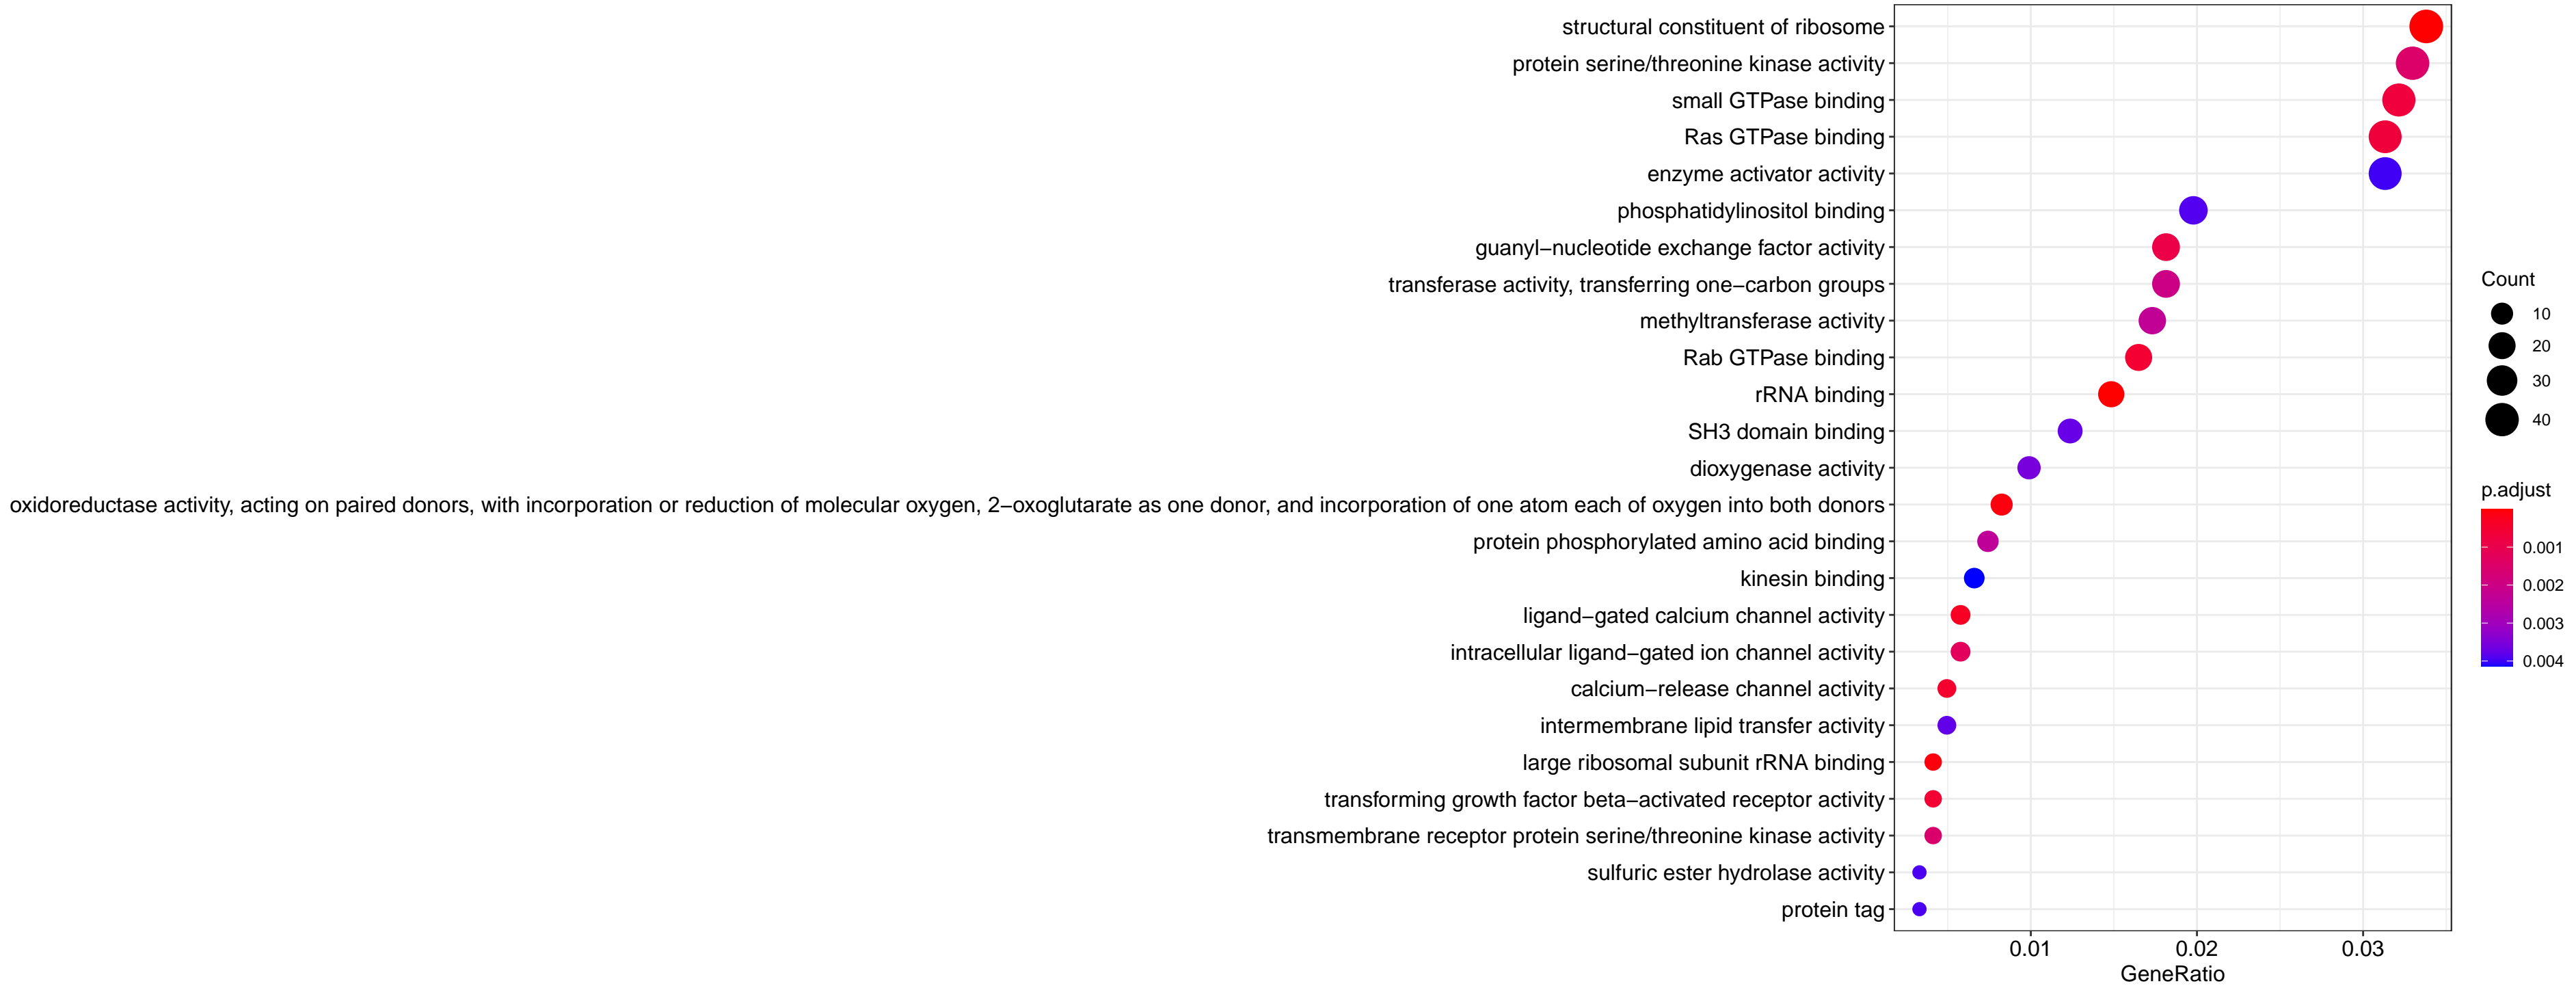 structural constituent of ribosome
protein serine/threonine kinase activity
small GTPase binding
Ras GTPase binding
enzyme activator activity
phosphatidylinositol binding
guanyl−nucleotide exchange factor activity
transferase activity, transferring one−carbon groups
methyltransferase activity
Rab GTPase binding
rRNA binding
SH3 domain binding
dioxygenase activity
oxidoreductase activity, acting on paired donors, with incorporation or reduction of molecular oxygen, 2−oxoglutarate as one donor, and incorporation of one atom each of oxygen into both donors
protein phosphorylated amino acid binding
kinesin binding
ligand−gated calcium channel activity
intracellular ligand−gated ion channel activity
calcium−release channel activity
intermembrane lipid transfer activity
large ribosomal subunit rRNA binding
transforming growth factor beta−activated receptor activity
transmembrane receptor protein serine/threonine kinase activity
sulfuric ester hydrolase activity
protein tag
0.01 0.02 0.03
GeneRatio
Count
10
20
30
40
p.adjust
0.001
0.002
0.003
0.004